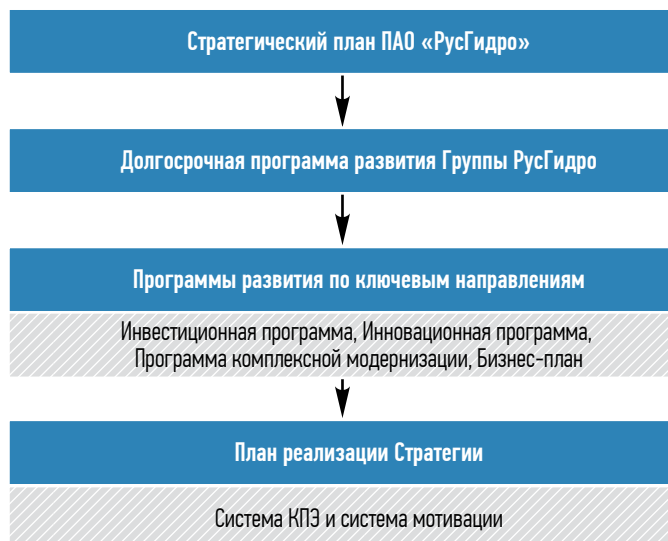 Стратегический план ПАО «РусГидро»
Долгосрочная программа развития Группы РусГидро
Программы развития по ключевым направлениям
Инвестиционная программа, Инновационная программа,
Программа комплексной модернизации, Бизнес-план
План реализации Стратегии
Система КПЭ и система мотивации